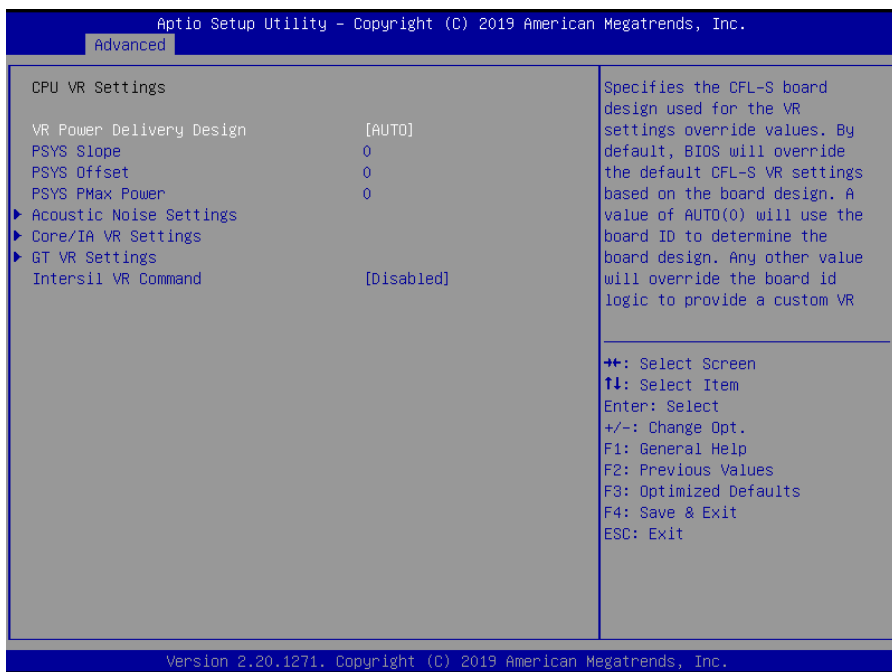 Aptio Setup Utility – Copyright (C) 2019 American Megatrends, Inc.
Advanced
CPU VR Settings
VR Power Delivery Design [AUTO]
PSYS Slope 0
PSYS Offset 0
PSYS PMax Power 0
Acoustic Noise Settings
Core/IA VR Settings
GT VR Settings
Intersil VR Command [Disabled]
Specifies the CFL-S board
design used for the VR
settings override values. By
default, BIOS will override
the default CFL-S VR settings
based on the board design. A
value of AUTO(0) will use the
board ID to determine the
board design. Any other value
will override the board id
logic to provide a custom VR
→←: Select Screen
↑↓: Select Item
Enter: Select
+/-: Change Opt.
F1: General Help
F2: Previous Values
F3: Optimized Defaults
F4: Save & Exit
ESC: Exit
Version 2.20.1271. Copyright (C) 2019 American Megatrends, Inc.